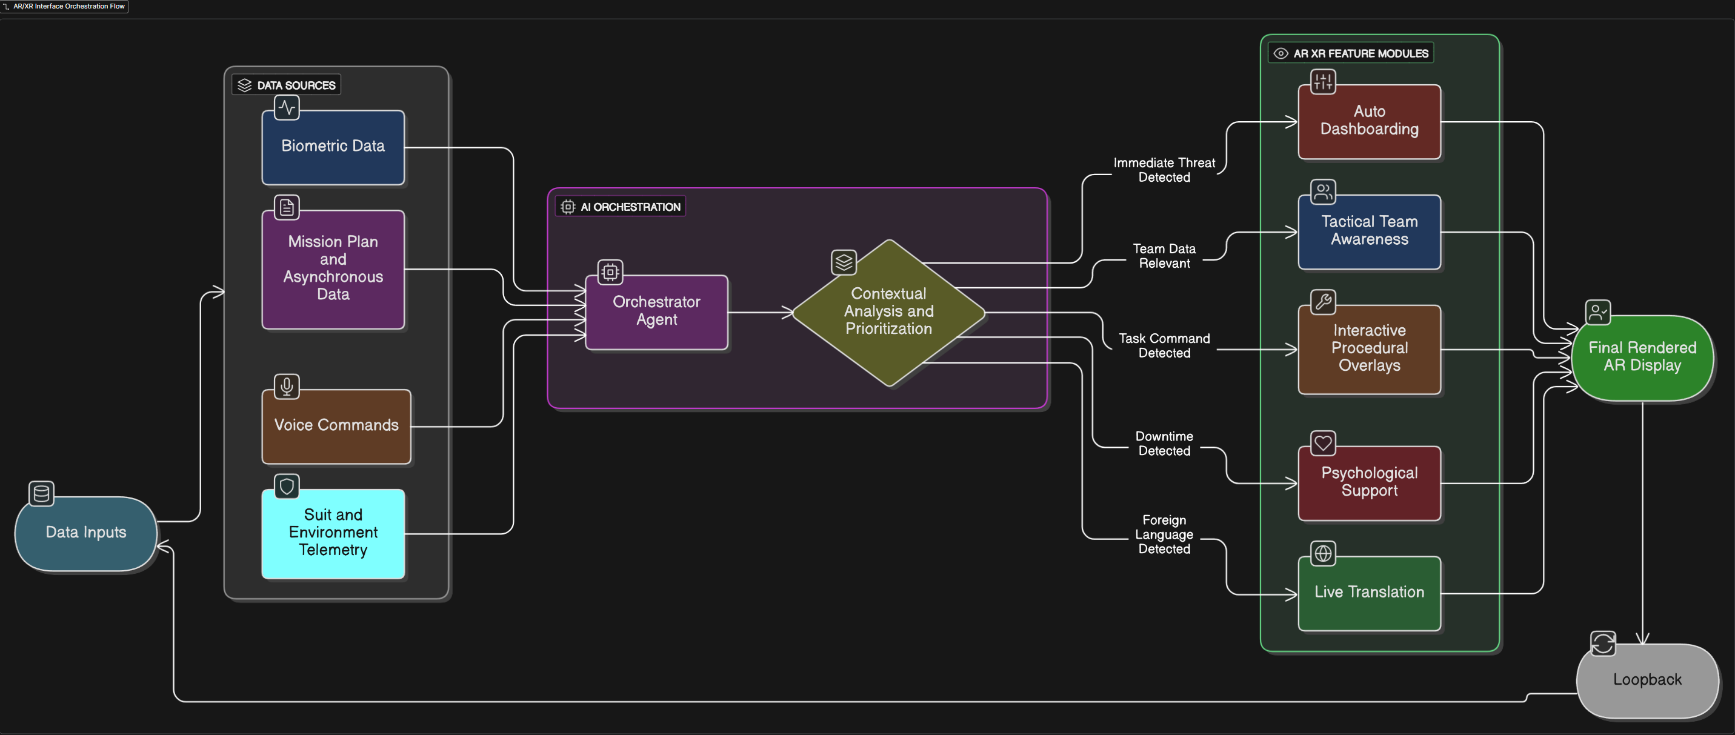 AR/XR Interface Orchestration Flow
DATA SOURCES
Biometric Data
Mission Plan
and
Asynchronous
Data
Voice Commands
Suit and
Environment
Telemetry
Data Inputs
AI ORCHESTRATION
Orchestrator
Agent
Contextual
Analysis and
Prioritization
Immediate Threat
Detected
Team Data
Relevant
Task Command
Detected
Downtime
Detected
Foreign
Language
Detected
AR XR FEATURE MODULES
Auto
Dashboarding
Tactical Team
Awareness
Interactive
Procedural
Overlays
Psychological
Support
Live Translation
Final Rendered
AR Display
Loopback